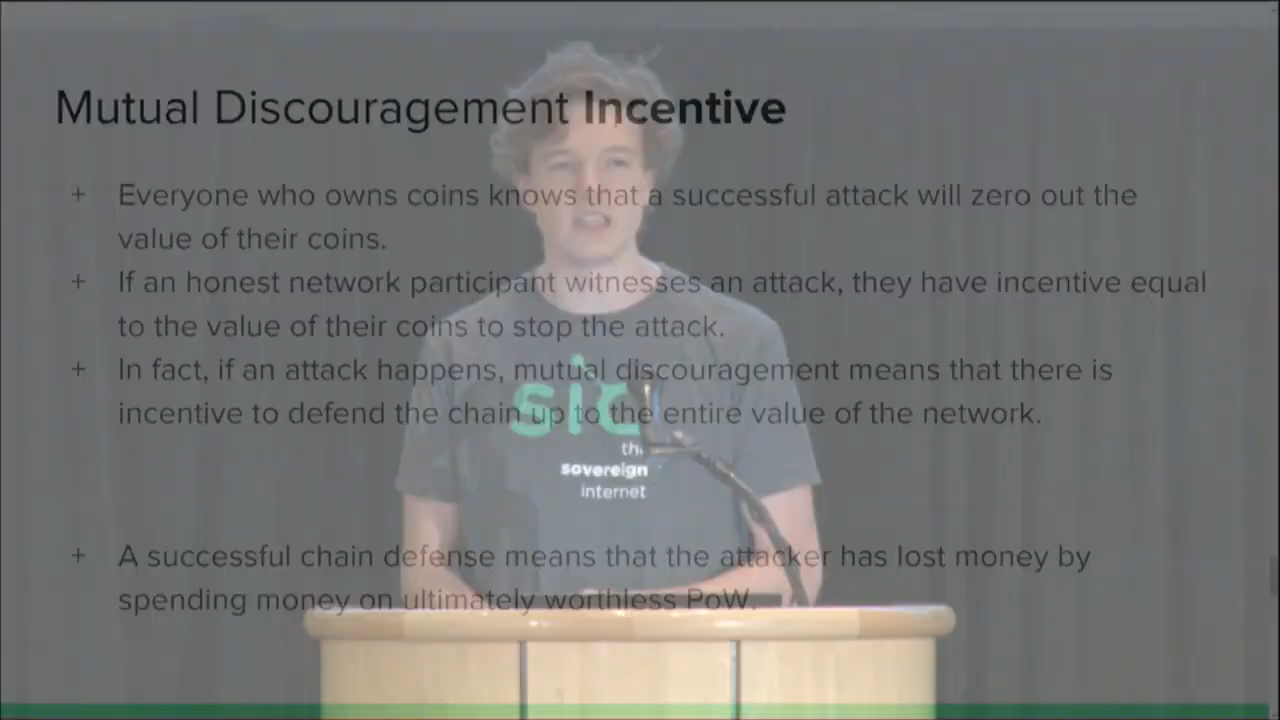 Mutual Discouragement Incentive
+ Everyone who owns coins knows that a successful attack will zero out the
value of their coins.
+ If an honest network participant witnesses an attack, they have incentive equal
to the value of their coins to stop the attack.
+ In fact, if an attack happens, mutual discouragement means that there is
incentive to defend the chain up to the entire value of the network.
+ A successful chain defense means that the attacker has lost money by
spending money on ultimately worthless PoW.
sia
the
sovereign
internet